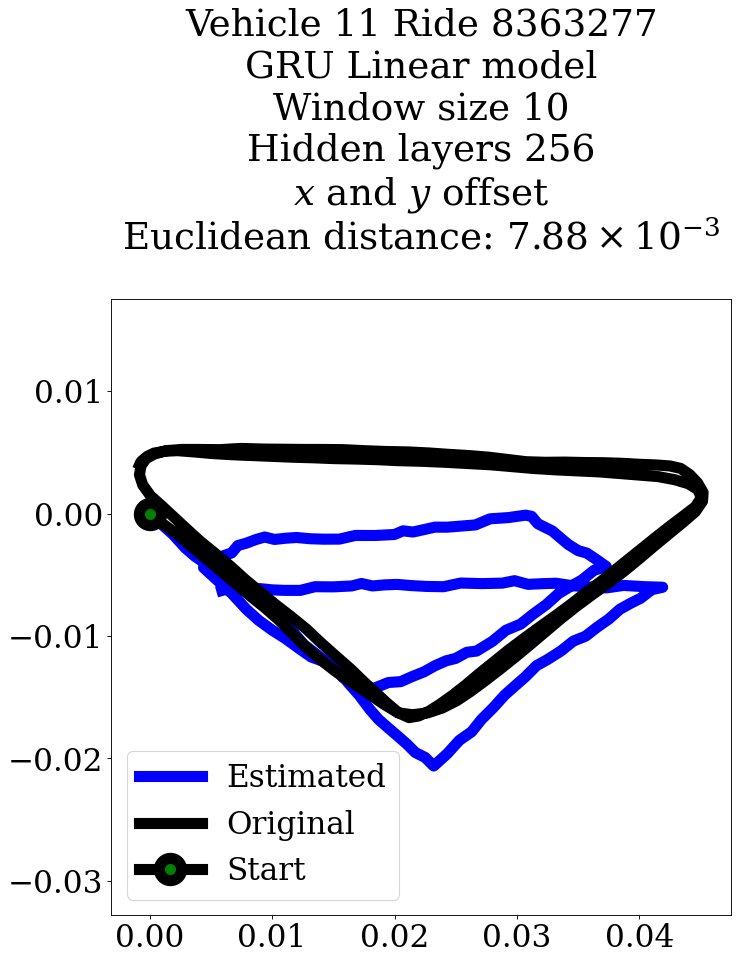 Vehicle 11 Ride 8363277
GRU Linear model
Window size 10
Hidden layers 256
x and y offset
Euclidean distance: 7.88 × 10⁻³
0.01
0.00
−0.01
−0.02
−0.03
Estimated
Original
Start
0.00 0.01 0.02 0.03 0.04